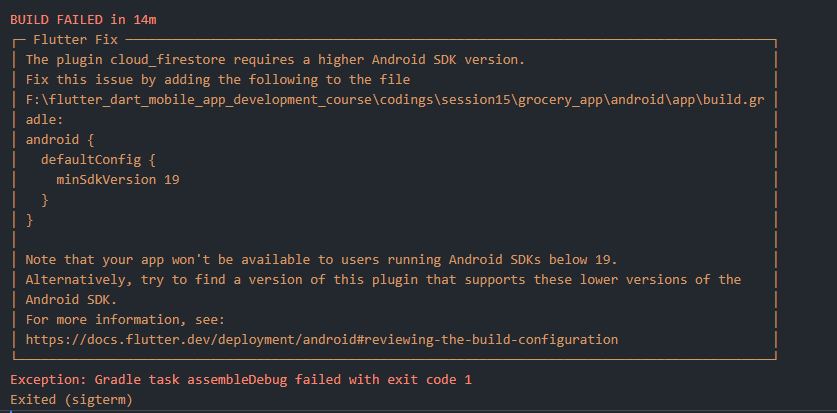 BUILD FAILED in 14m
Flutter Fix
The plugin cloud_firestore requires a higher Android SDK version.
Fix this issue by adding the following to the file
F:\flutter_dart_mobile_app_development_course\codings\session15\grocery_app\android\app\build.gr
adle:
android {
  defaultConfig {
    minSdkVersion 19
  }
}
Note that your app won't be available to users running Android SDKs below 19.
Alternatively, try to find a version of this plugin that supports these lower versions of the
Android SDK.
For more information, see:
https://docs.flutter.dev/deployment/android#reviewing-the-build-configuration
Exception: Gradle task assembleDebug failed with exit code 1
Exited (sigterm)